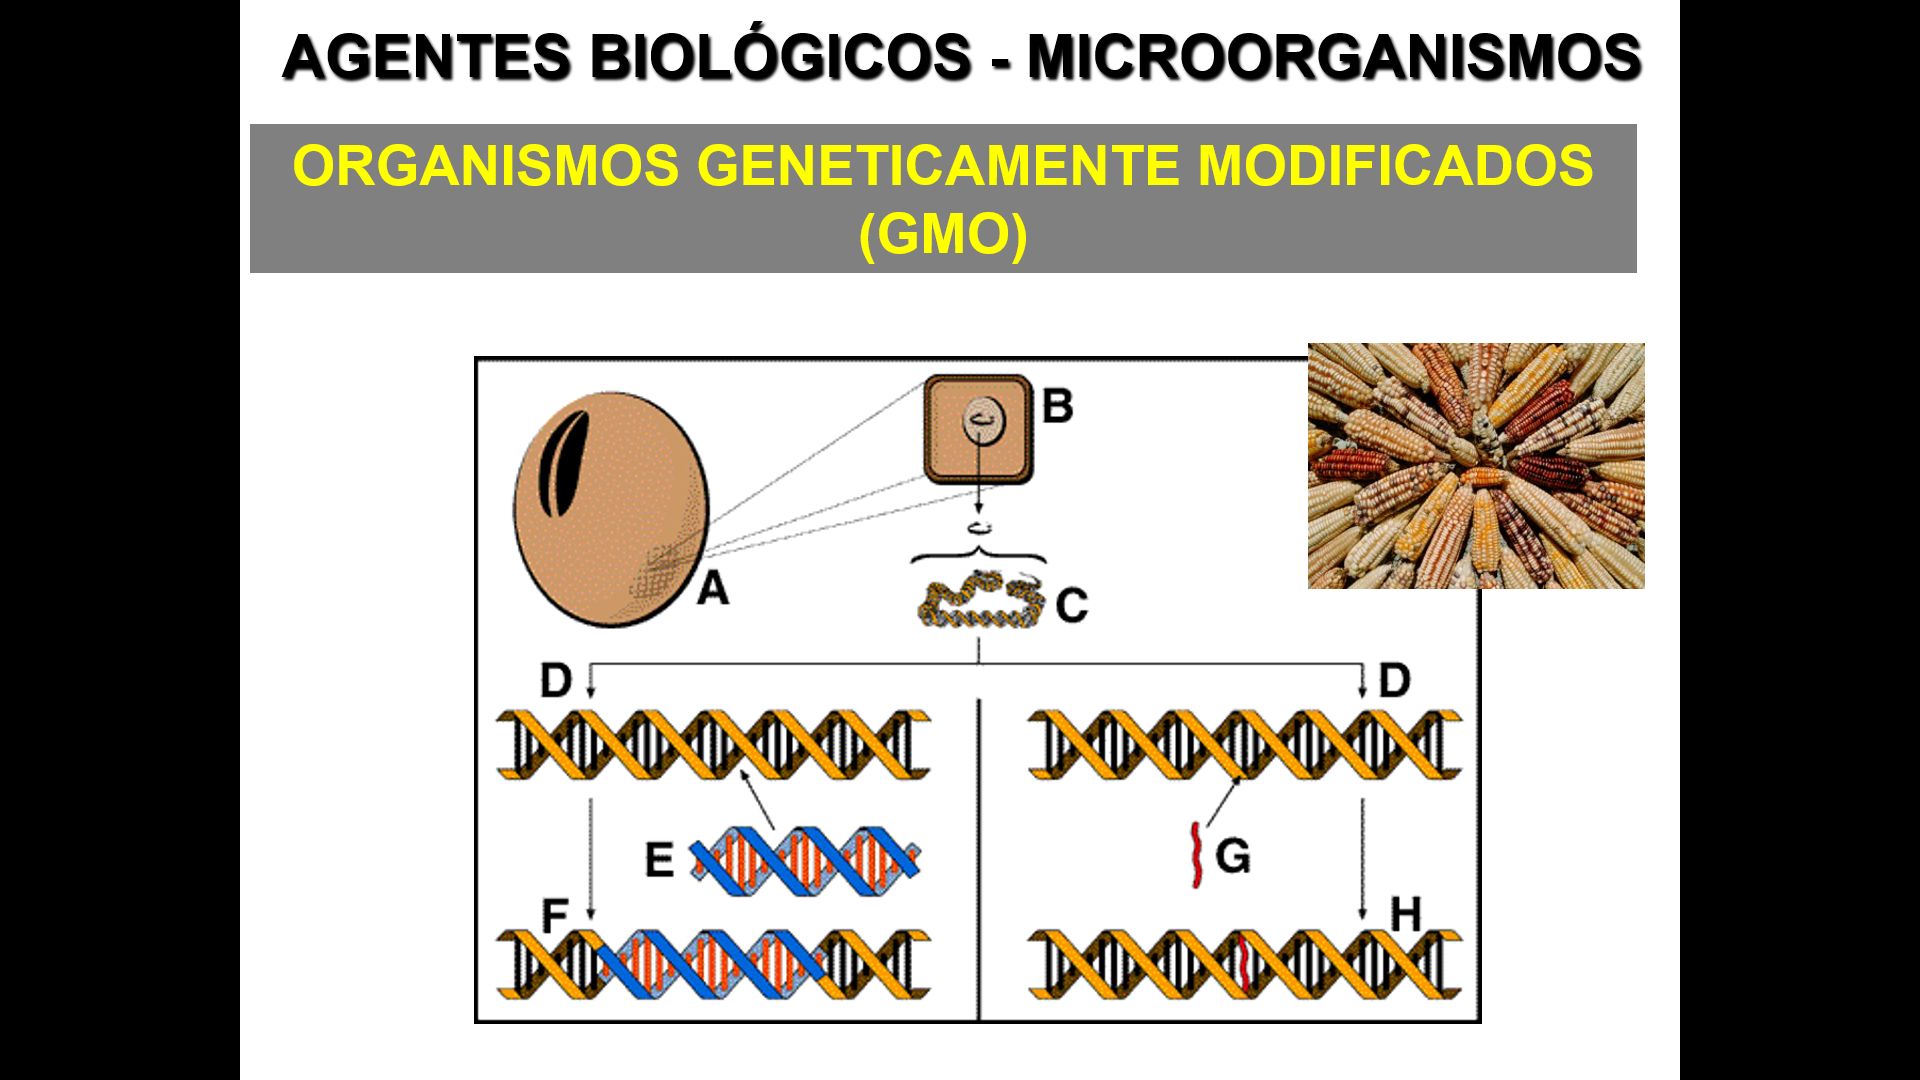 AGENTES BIOLÓGICOS - MICROORGANISMOS
ORGANISMOS GENETICAMENTE MODIFICADOS
(GMO)
B
A
C
D
D
E
G
F
H